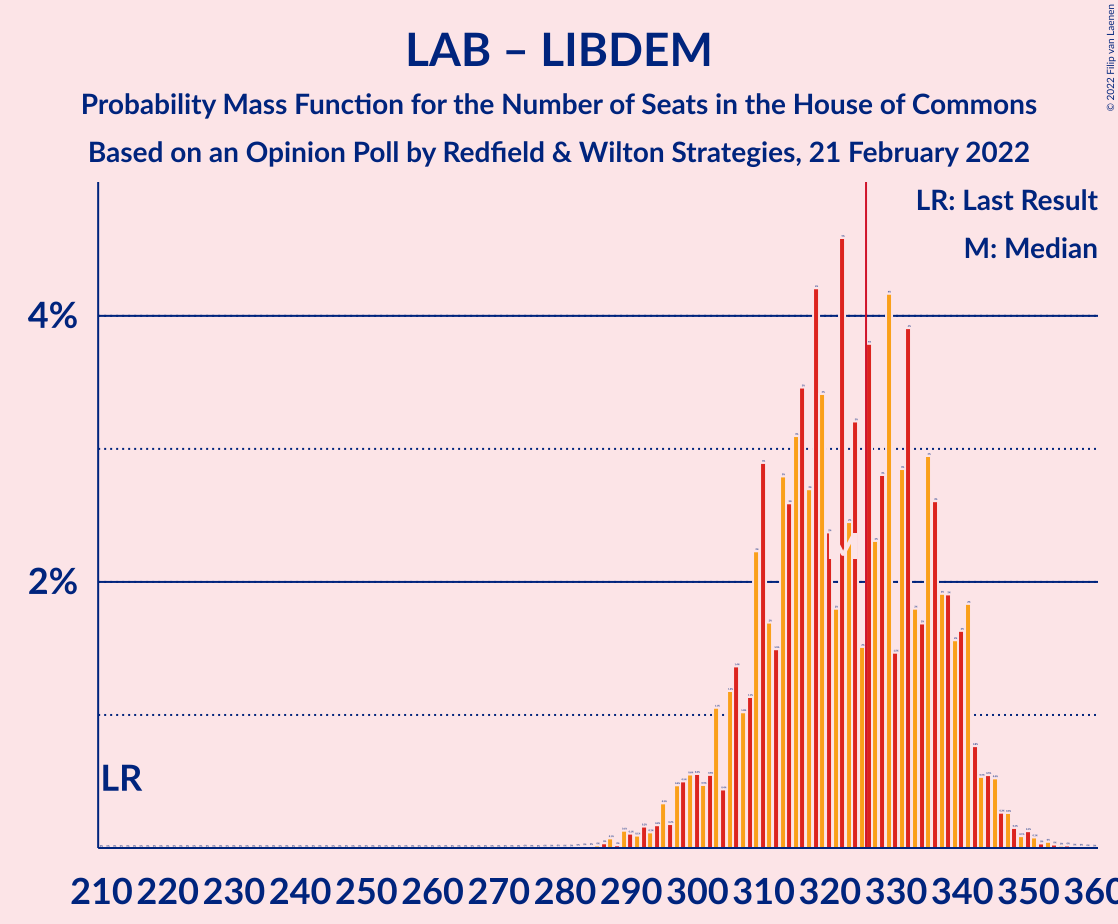 LAB – LIBDEM
Probability Mass Function for the Number of Seats in the House of Commons
Based on an Opinion Poll by Redfield & Wilton Strategies, 21 February 2022
© 2022 Filip van Laenen
LR: Last Result
M: Median
4%
2%
LR
M
210 220 230 240 250 260 270 280 290 300 310 320 330 340 350 360